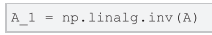 A_1 = np.linalg.inv(A)